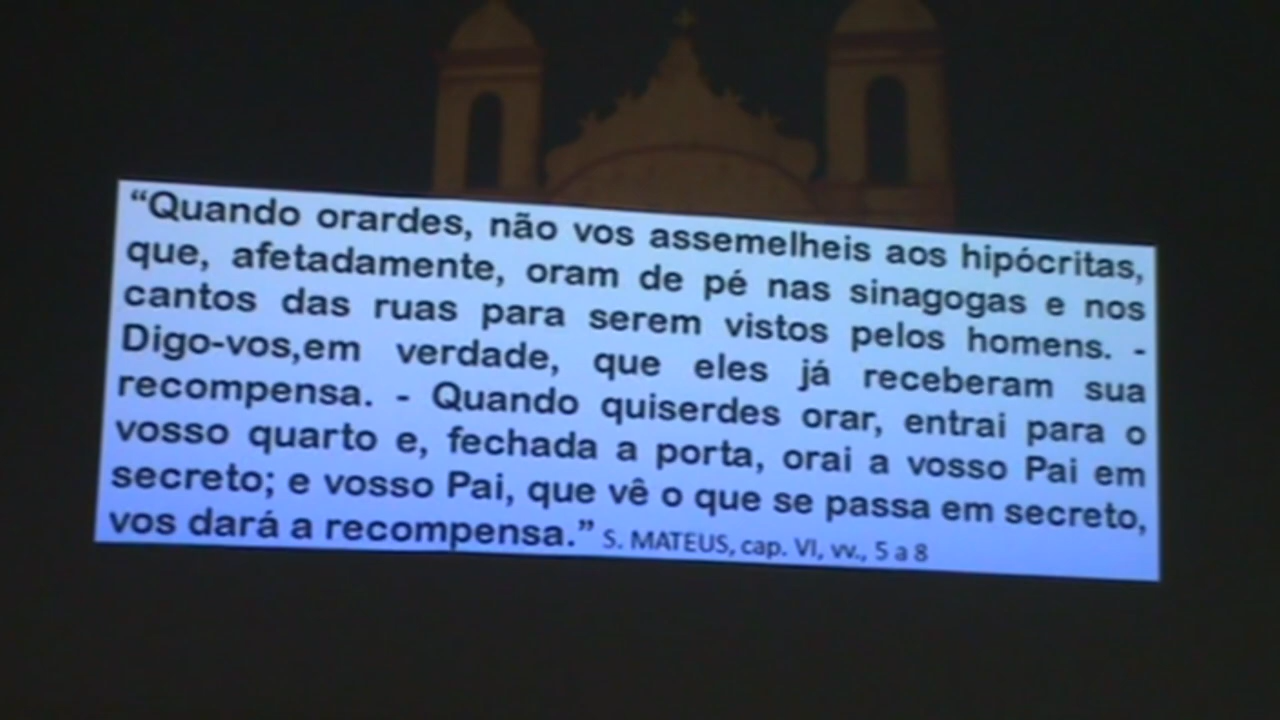 “Quando orardes, não vos assemelheis aos hipócritas,
que, afetadamente, oram de pé nas sinagogas e nos
cantos das ruas para serem vistos pelos homens. -
Digo-vos,em verdade, que eles já receberam sua
recompensa. - Quando quiserdes orar, entrai para o
vosso quarto e, fechada a porta, orai a vosso Pai em
secreto; e vosso Pai, que vê o que se passa em secreto,
vos dará a recompensa.” S. MATEUS, cap. VI, vv., 5 a 8